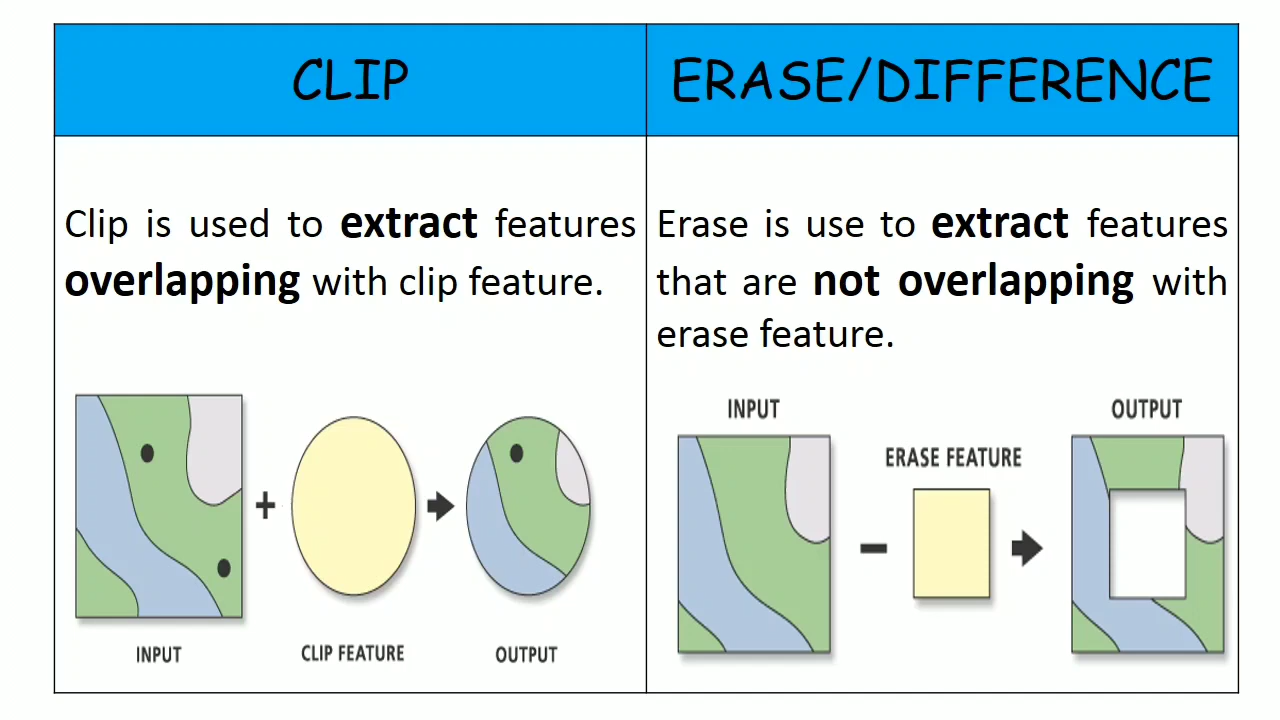 CLIP
ERASE/DIFFERENCE
Clip is used to extract features
overlapping with clip feature.
Erase is use to extract features
that are not overlapping with
erase feature.
INPUT
CLIP FEATURE
OUTPUT
INPUT
ERASE FEATURE
OUTPUT